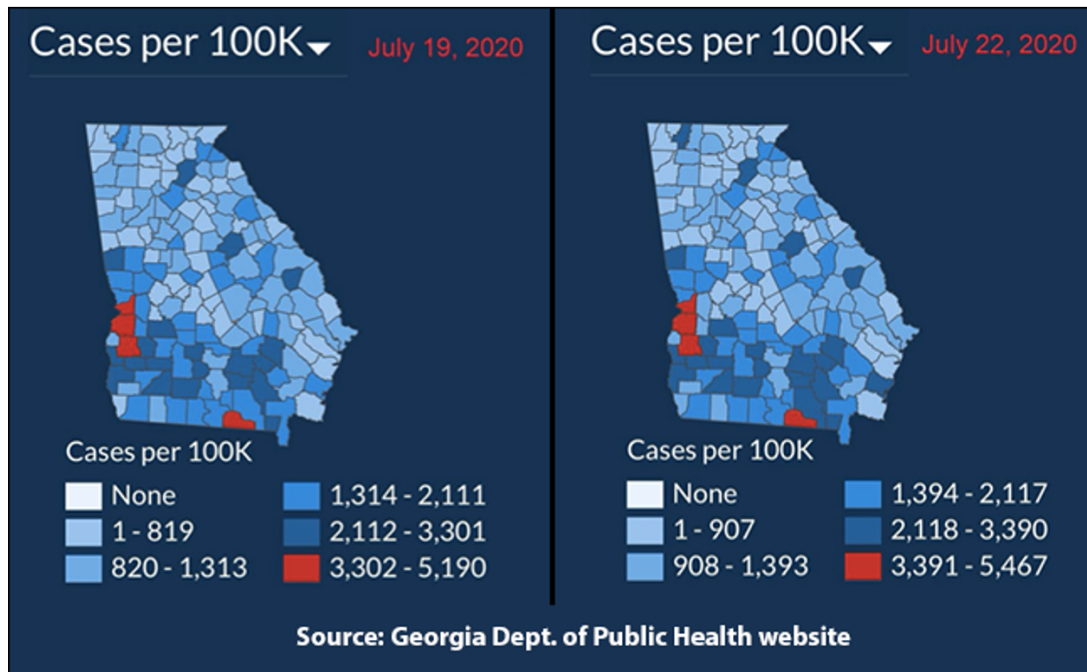 Cases per 100K
July 19, 2020
Cases per 100K
None
1 - 819
820 - 1,313
1,314 - 2,111
2,112 - 3,301
3,302 - 5,190
Cases per 100K
July 22, 2020
Cases per 100K
None
1 - 907
908 - 1,393
1,394 - 2,117
2,118 - 3,390
3,391 - 5,467
Source: Georgia Dept. of Public Health website